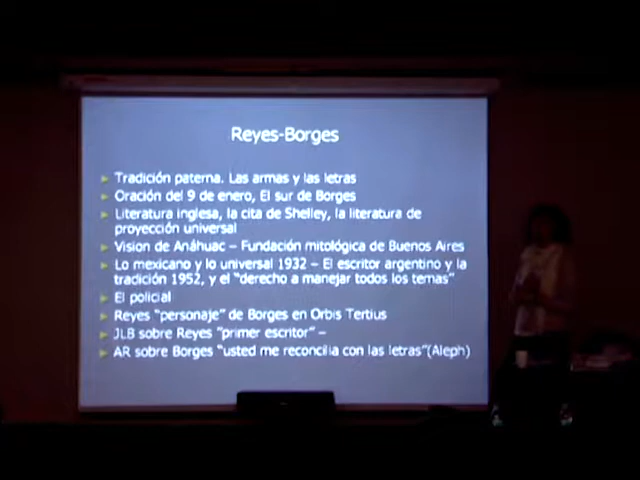 Reyes-Borges
Tradición paterna. Las armas y las letras
Oración del 9 de enero, El sur de Borges
Literatura inglesa, la cita de Shelley, la literatura de
proyección universal
Vision de Anáhuac – Fundación mitológica de Buenos Aires
Lo mexicano y lo universal 1932 – El escritor argentino y la
tradición 1952, y el "derecho a manejar todos los temas"
El policial
Reyes "personaje" de Borges en Orbis Tertius
JLB sobre Reyes "primer escritor" –
AR sobre Borges "usted me reconcilia con las letras"(Aleph)